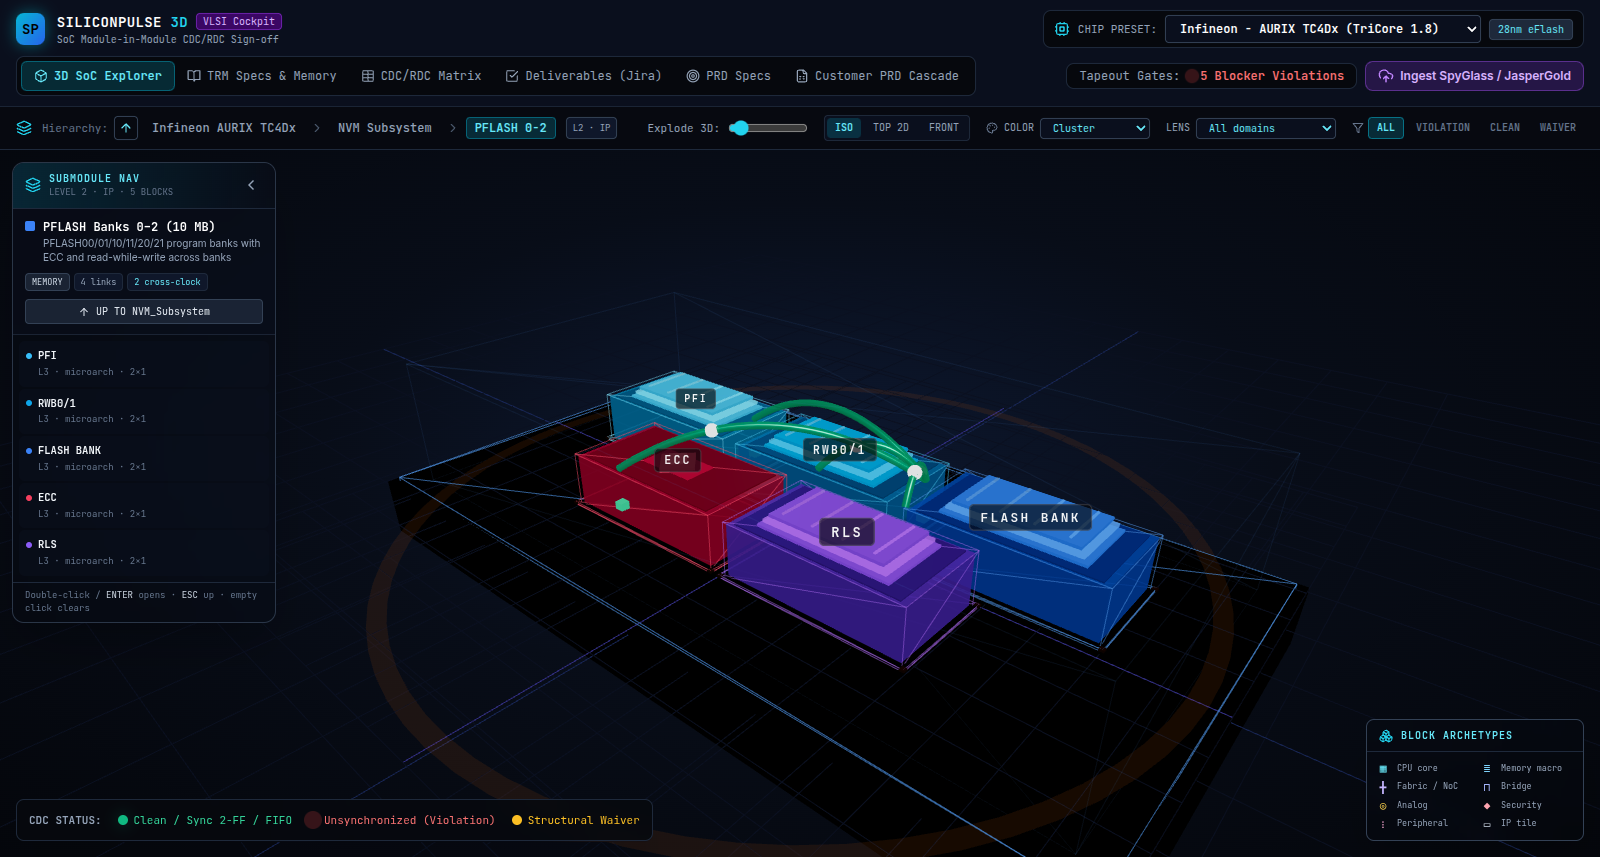 SP
SILICONPULSE 3D VLSI Cockpit
SoC Module-in-Module CDC/RDC Sign-off
CHIP PRESET: Infineon - AURIX TC4Dx (TriCore 1.8) 28nm eFlash
3D SoC Explorer TRM Specs & Memory CDC/RDC Matrix Deliverables (Jira) PRD Specs Customer PRD Cascade
Tapeout Gates: 5 Blocker Violations Ingest SpyGlass / JasperGold
Hierarchy: Infineon AURIX TC4Dx NVM Subsystem PFLASH 0-2 L2 · IP Explode 3D: ISO TOP 2D FRONT COLOR Cluster LENS All domains ALL VIOLATION CLEAN WAIVER
SUBMODULE NAV
LEVEL 2 · IP · 5 BLOCKS
PFLASH Banks 0-2 (10 MB)
PFLASH00/01/10/11/20/21 program banks with
ECC and read-while-write across banks
MEMORY 4 links 2 cross-clock
UP TO NVM_Subsystem
PFI
L3 · microarch · 2×1
RWB0/1
L3 · microarch · 2×1
FLASH BANK
L3 · microarch · 2×1
ECC
L3 · microarch · 2×1
RLS
L3 · microarch · 2×1
Double-click / ENTER opens · ESC up · empty
click clears
PFI
RWB0/1
ECC
FLASH BANK
RLS
BLOCK ARCHETYPES
CPU core Memory macro
Fabric / NoC Bridge
Analog Security
Peripheral IP tile
CDC STATUS: Clean / Sync 2-FF / FIFO Unsynchronized (Violation) Structural Waiver